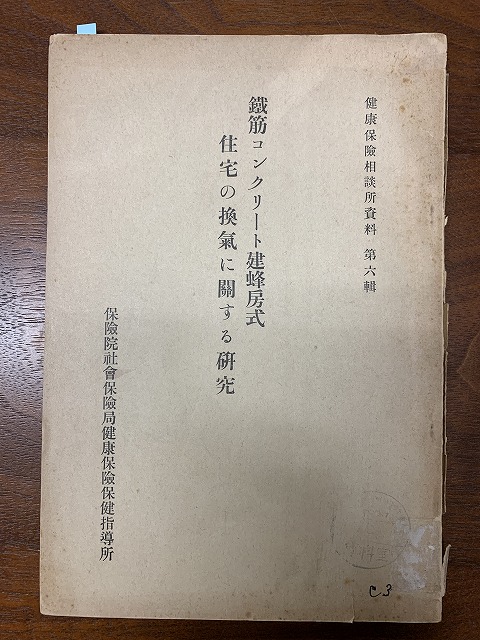 健康保險相談所資料 第六輯
鐵筋コンクリート建蜂房式
住宅の換氣に關する硏究
保險院社會保險局健康保險保健指導所
C3